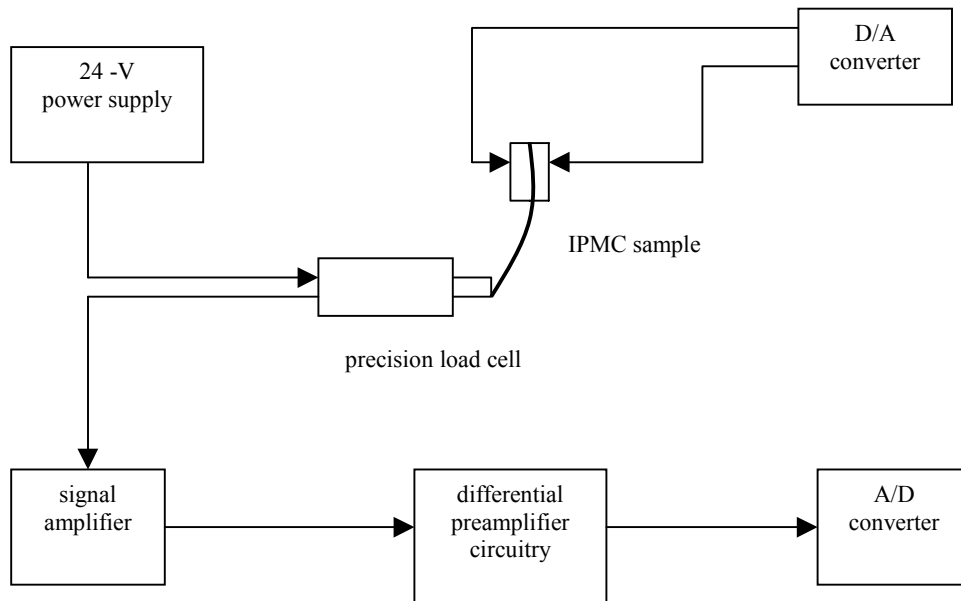 24 -V
power supply
D/A
converter
IPMC sample
precision load cell
signal
amplifier
differential
preamplifier
circuitry
A/D
converter